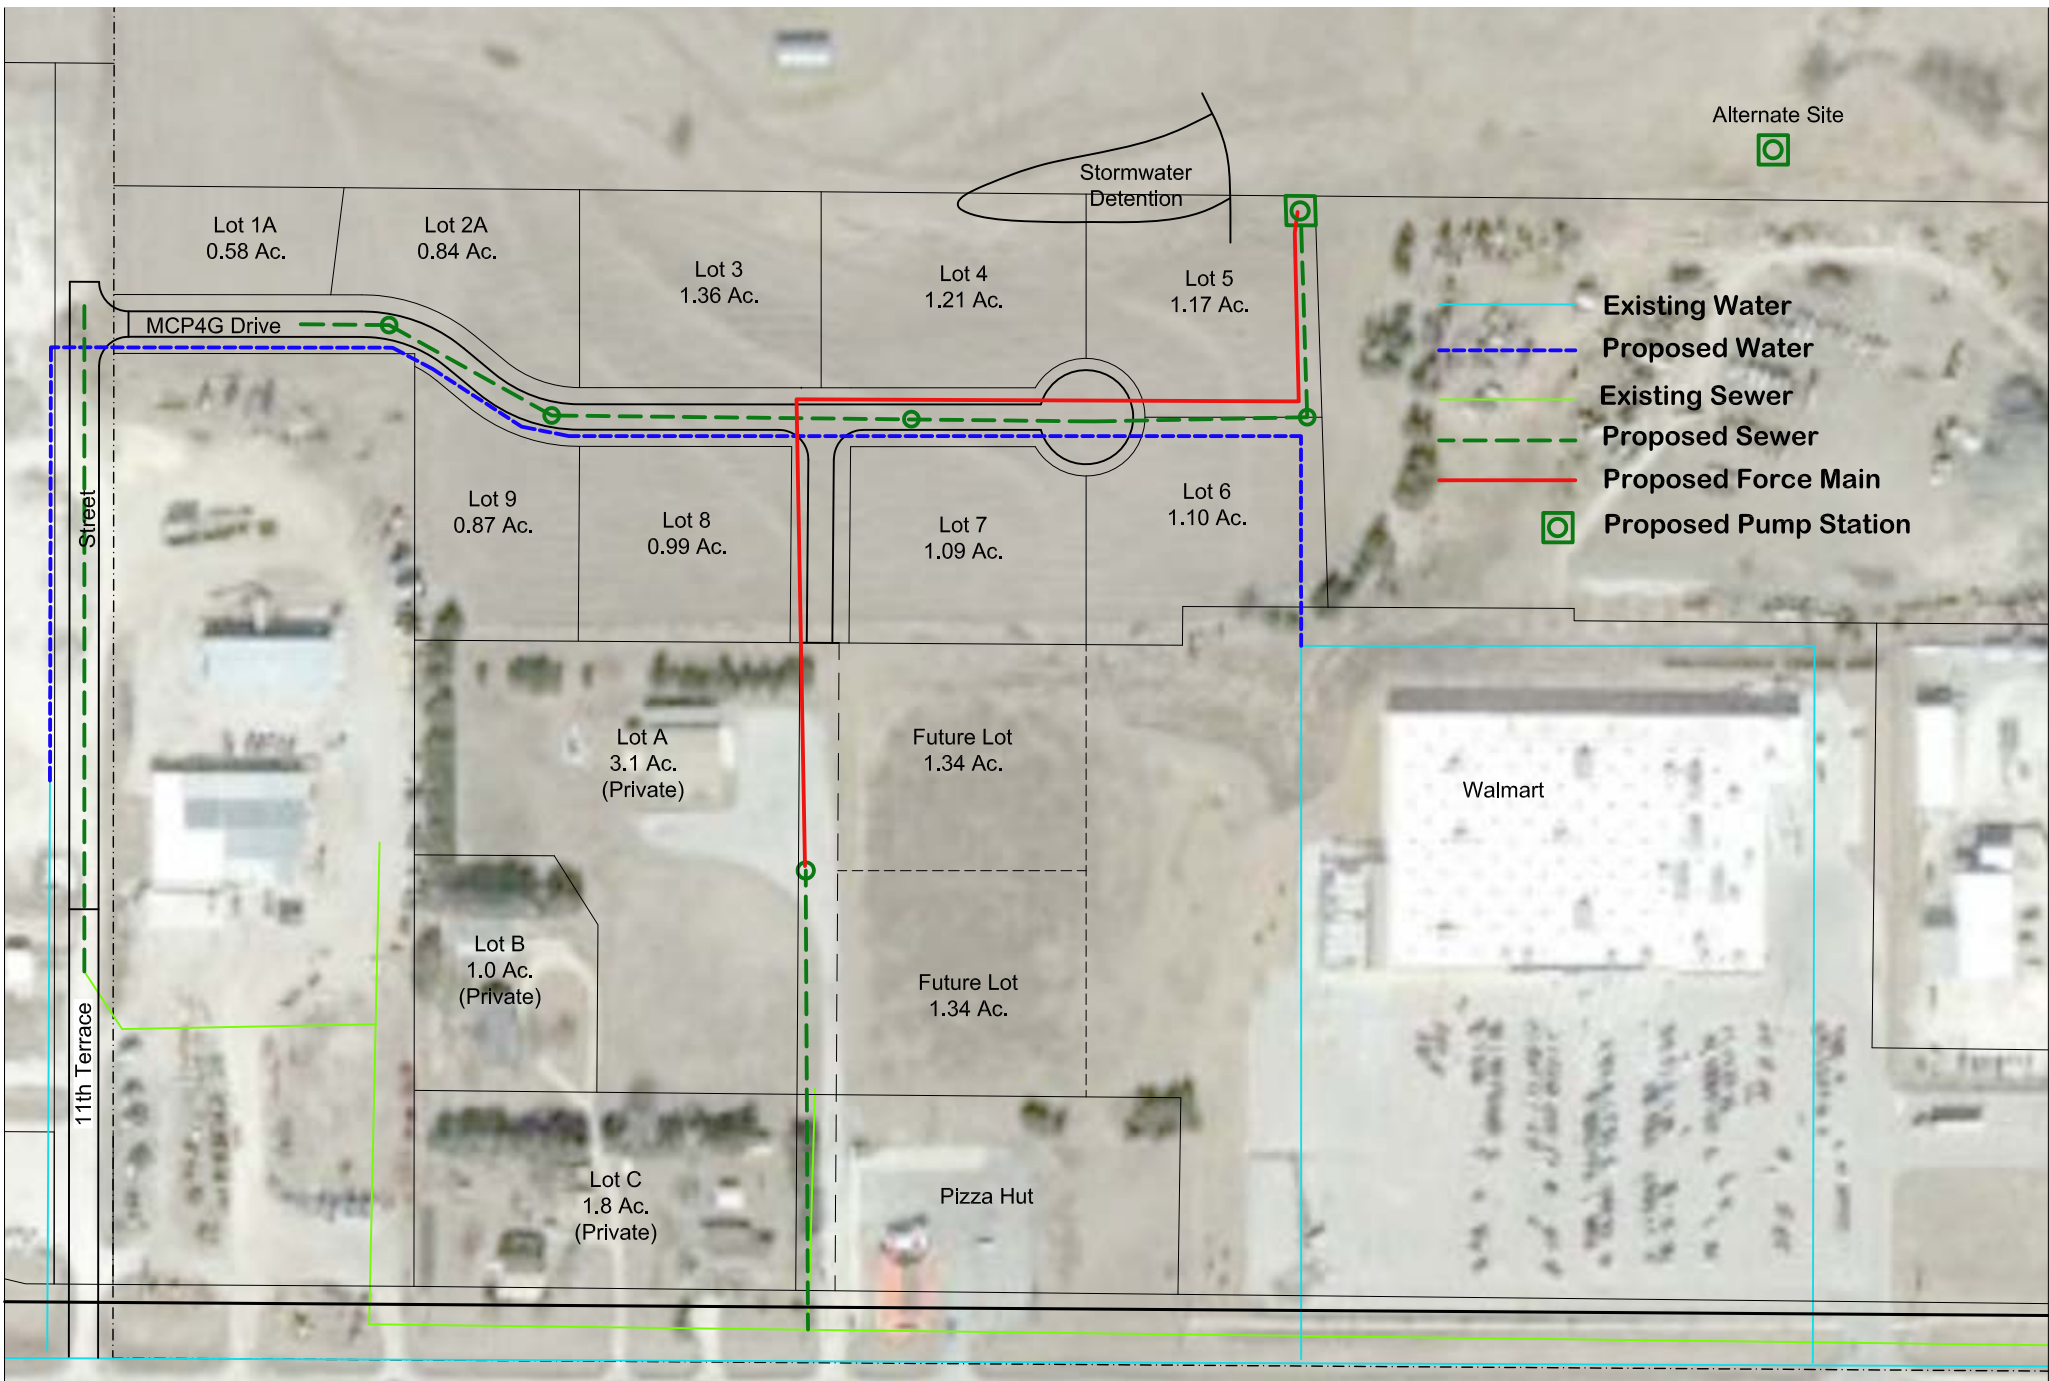 Alternate Site
Stormwater
Detention
Lot 1A
0.58 Ac.
Lot 2A
0.84 Ac.
Lot 3
1.36 Ac.
Lot 4
1.21 Ac.
Lot 5
1.17 Ac.
MCP4G Drive
Existing Water
Proposed Water
Existing Sewer
Proposed Sewer
Proposed Force Main
Proposed Pump Station
Street
Lot 9
0.87 Ac.
Lot 8
0.99 Ac.
Lot 7
1.09 Ac.
Lot 6
1.10 Ac.
Lot A
3.1 Ac.
(Private)
Future Lot
1.34 Ac.
Walmart
Lot B
1.0 Ac.
(Private)
Future Lot
1.34 Ac.
11th Terrace
Lot C
1.8 Ac.
(Private)
Pizza Hut